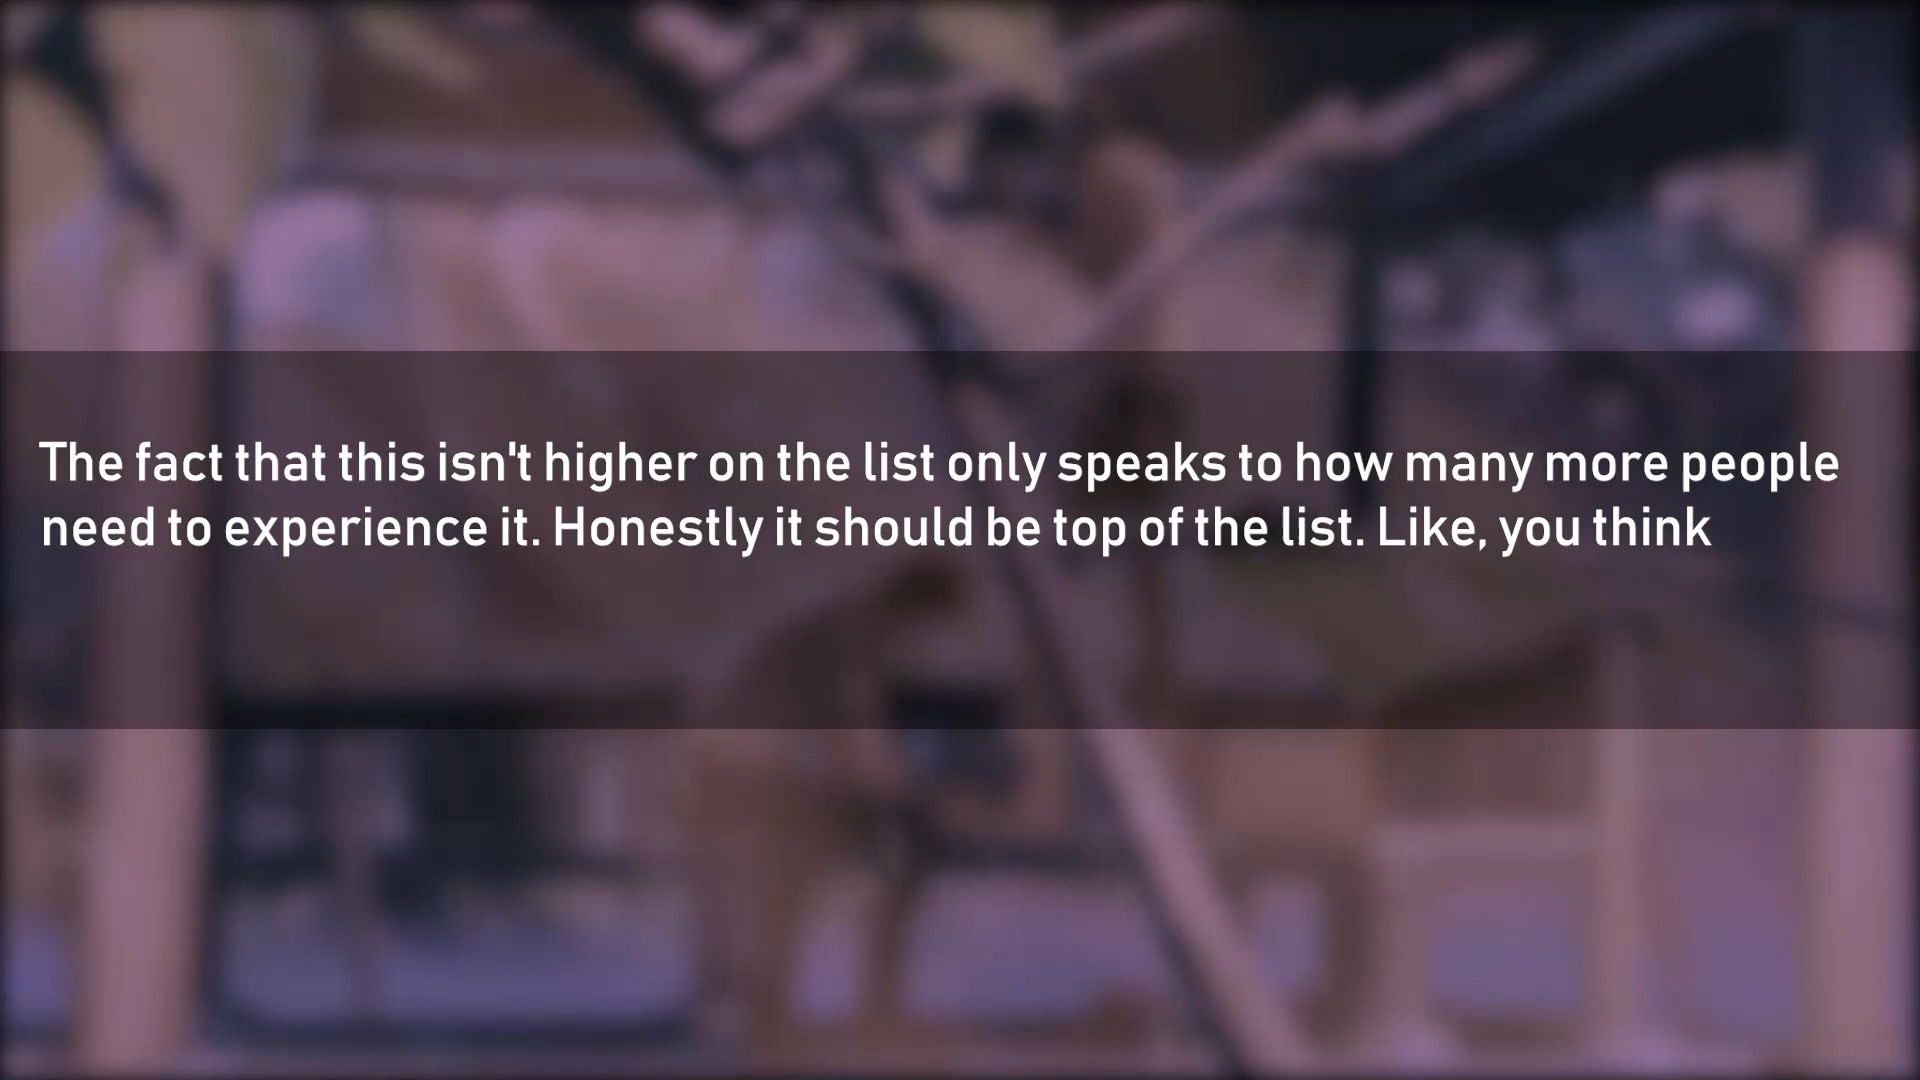 The fact that this isn't higher on the list only speaks to how many more people
need to experience it. Honestly it should be top of the list. Like, you think